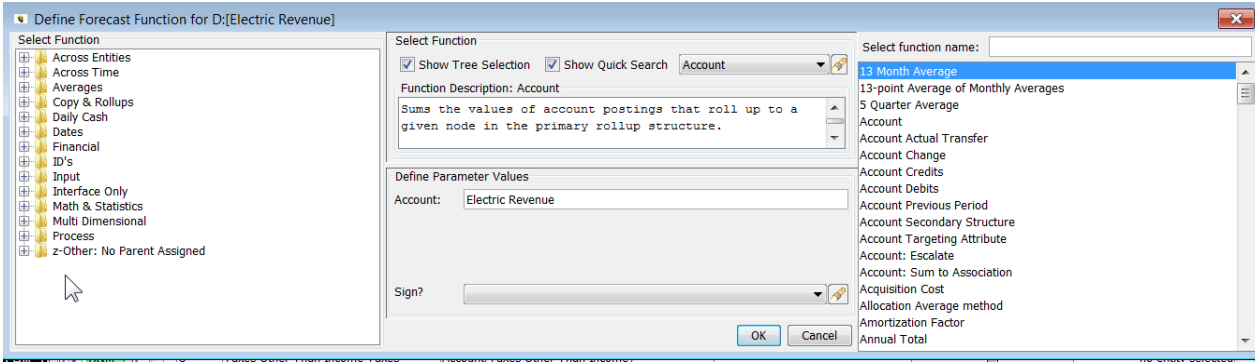 Define Forecast Function for D:[Electric Revenue]
Select Function
Across Entities
Across Time
Averages
Copy & Rollups
Daily Cash
Dates
Financial
ID's
Input
Interface Only
Math & Statistics
Multi Dimensional
Process
z-Other: No Parent Assigned
Select Function
Show Tree Selection Show Quick Search Account
Function Description: Account
Sums the values of account postings that roll up to a
given node in the primary rollup structure.
Define Parameter Values
Account: Electric Revenue
Sign?
OK Cancel
Select function name:
13 Month Average
13-point Average of Monthly Averages
5 Quarter Average
Account
Account Actual Transfer
Account Change
Account Credits
Account Debits
Account Previous Period
Account Secondary Structure
Account Targeting Attribute
Account: Escalate
Account: Sum to Association
Acquisition Cost
Allocation Average method
Amortization Factor
Annual Total